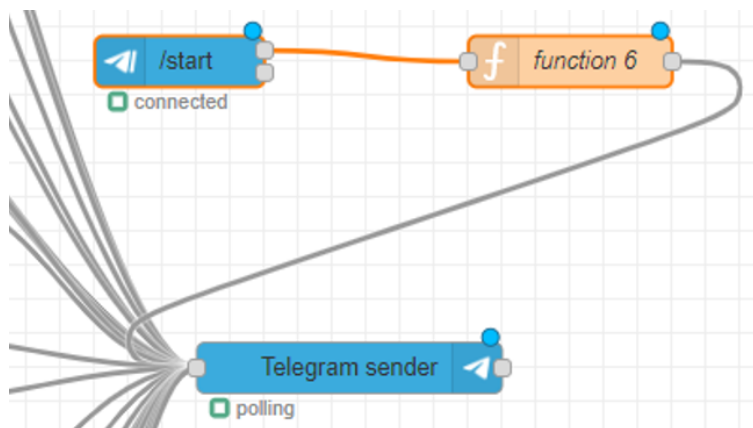 /start
function 6
connected
Telegram sender
polling